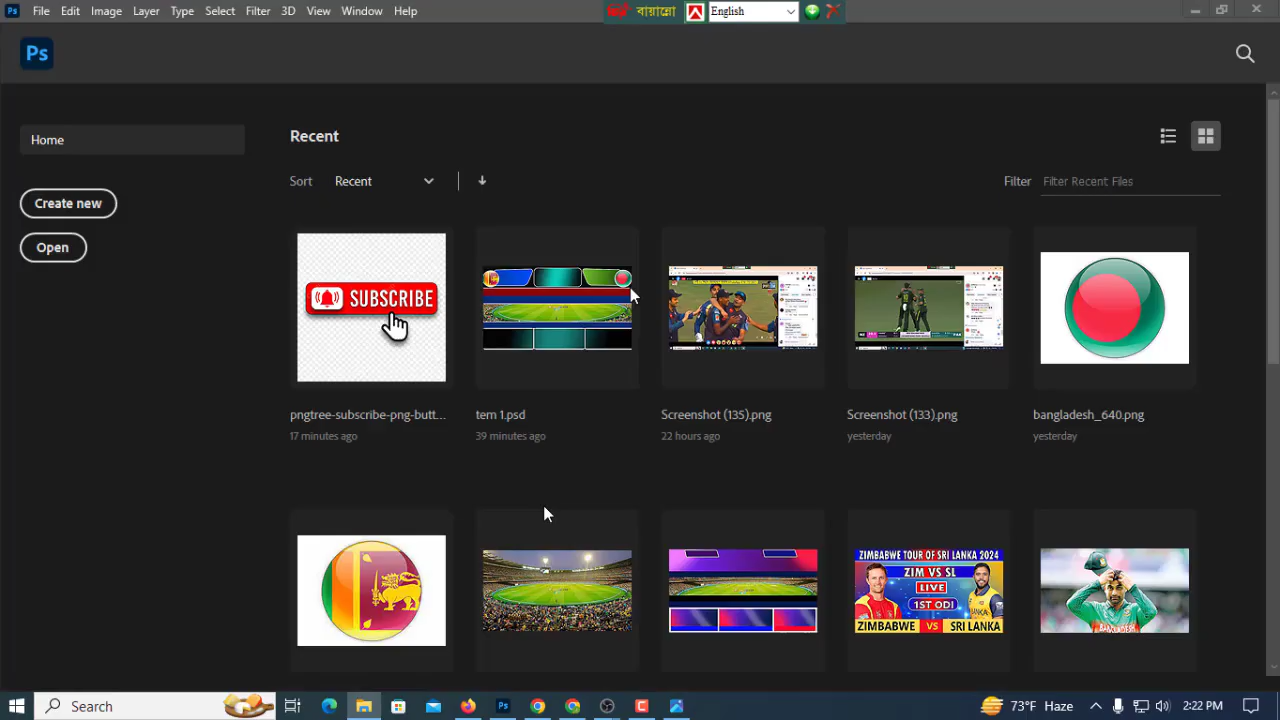 Ps File Edit Image Layer Type Select Filter 3D View Window Help
বায়ান্নো English
Ps
Home
Recent
Sort Recent
Filter Filter Recent Files
Create new
Open
SUBSCRIBE
pngtree-subscribe-png-butt...
17 minutes ago
tem 1.psd
39 minutes ago
Screenshot (135).png
22 hours ago
Screenshot (133).png
yesterday
bangladesh_640.png
yesterday
ZIMBABWE TOUR OF SRI LANKA 2024
ZIM VS SL
LIVE
1ST ODI
ZIMBABWE VS SRI LANKA
Search
Ps
73°F Haze
2:22 PM